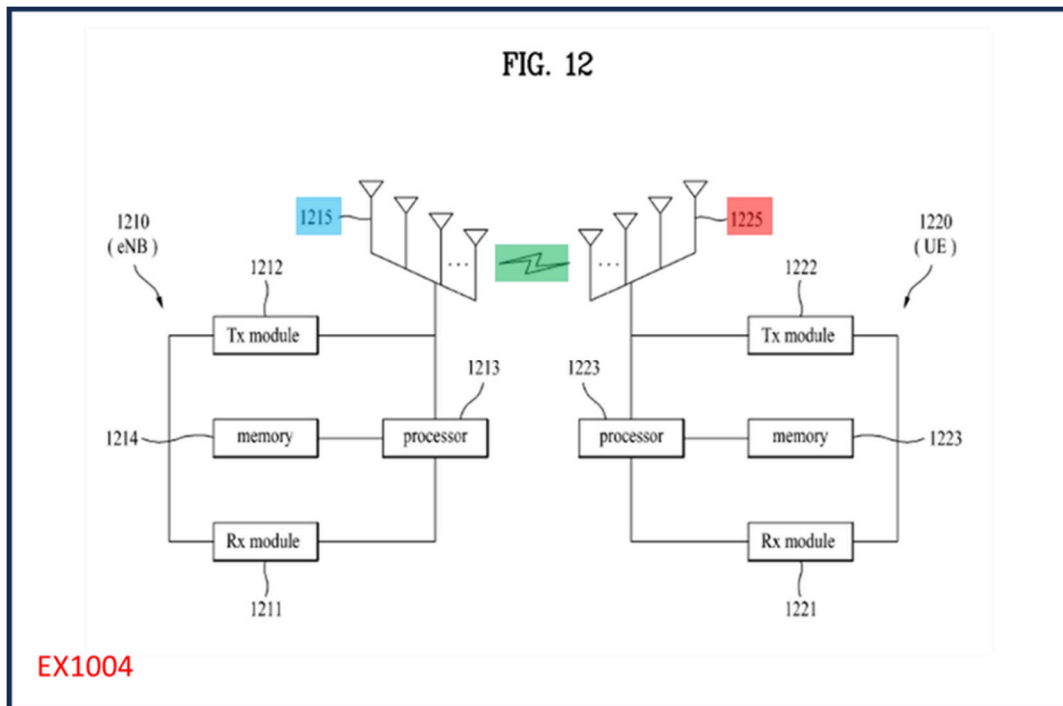 FIG. 12
1215
1225
1210
( eNB )
1220
( UE )
1212
1222
Tx module
Tx module
1213
1223
1214
memory
processor
processor
memory
1223
Rx module
Rx module
1211
1221
EX1004